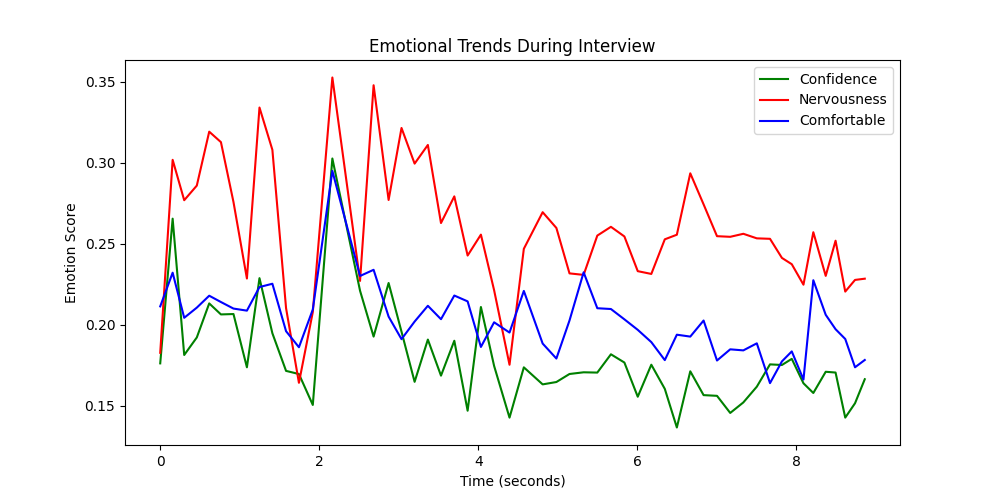 Emotional Trends During Interview
Confidence
Nervousness
Comfortable
Emotion Score
0.35
0.30
0.25
0.20
0.15
0 2 4 6 8
Time (seconds)